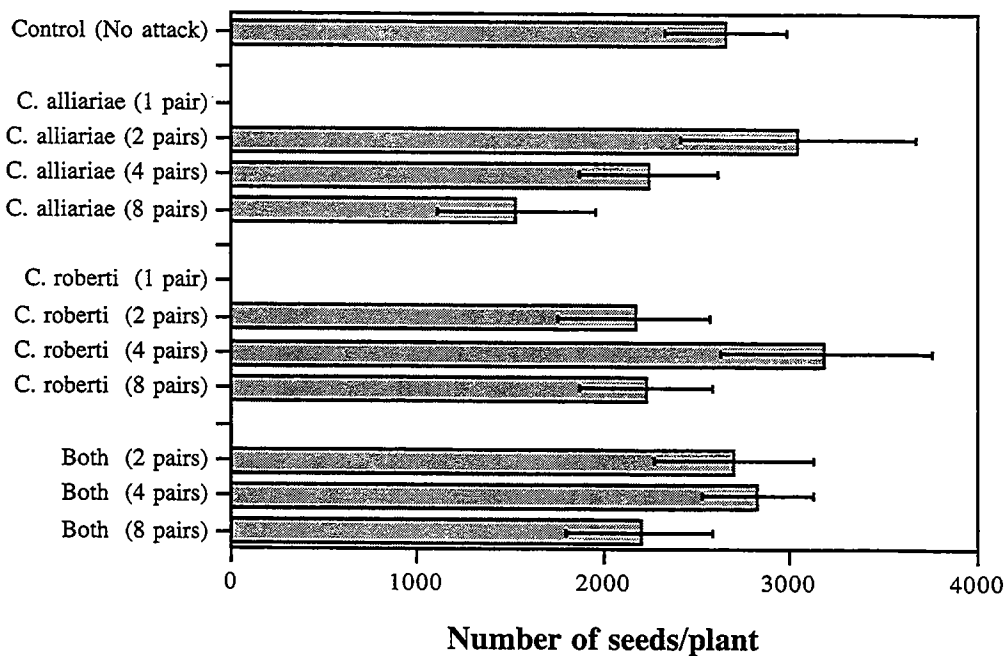 Control (No attack)
C. alliariae (1 pair)
C. alliariae (2 pairs)
C. alliariae (4 pairs)
C. alliariae (8 pairs)
C. roberti (1 pair)
C. roberti (2 pairs)
C. roberti (4 pairs)
C. roberti (8 pairs)
Both (2 pairs)
Both (4 pairs)
Both (8 pairs)
0 1000 2000 3000 4000
Number of seeds/plant